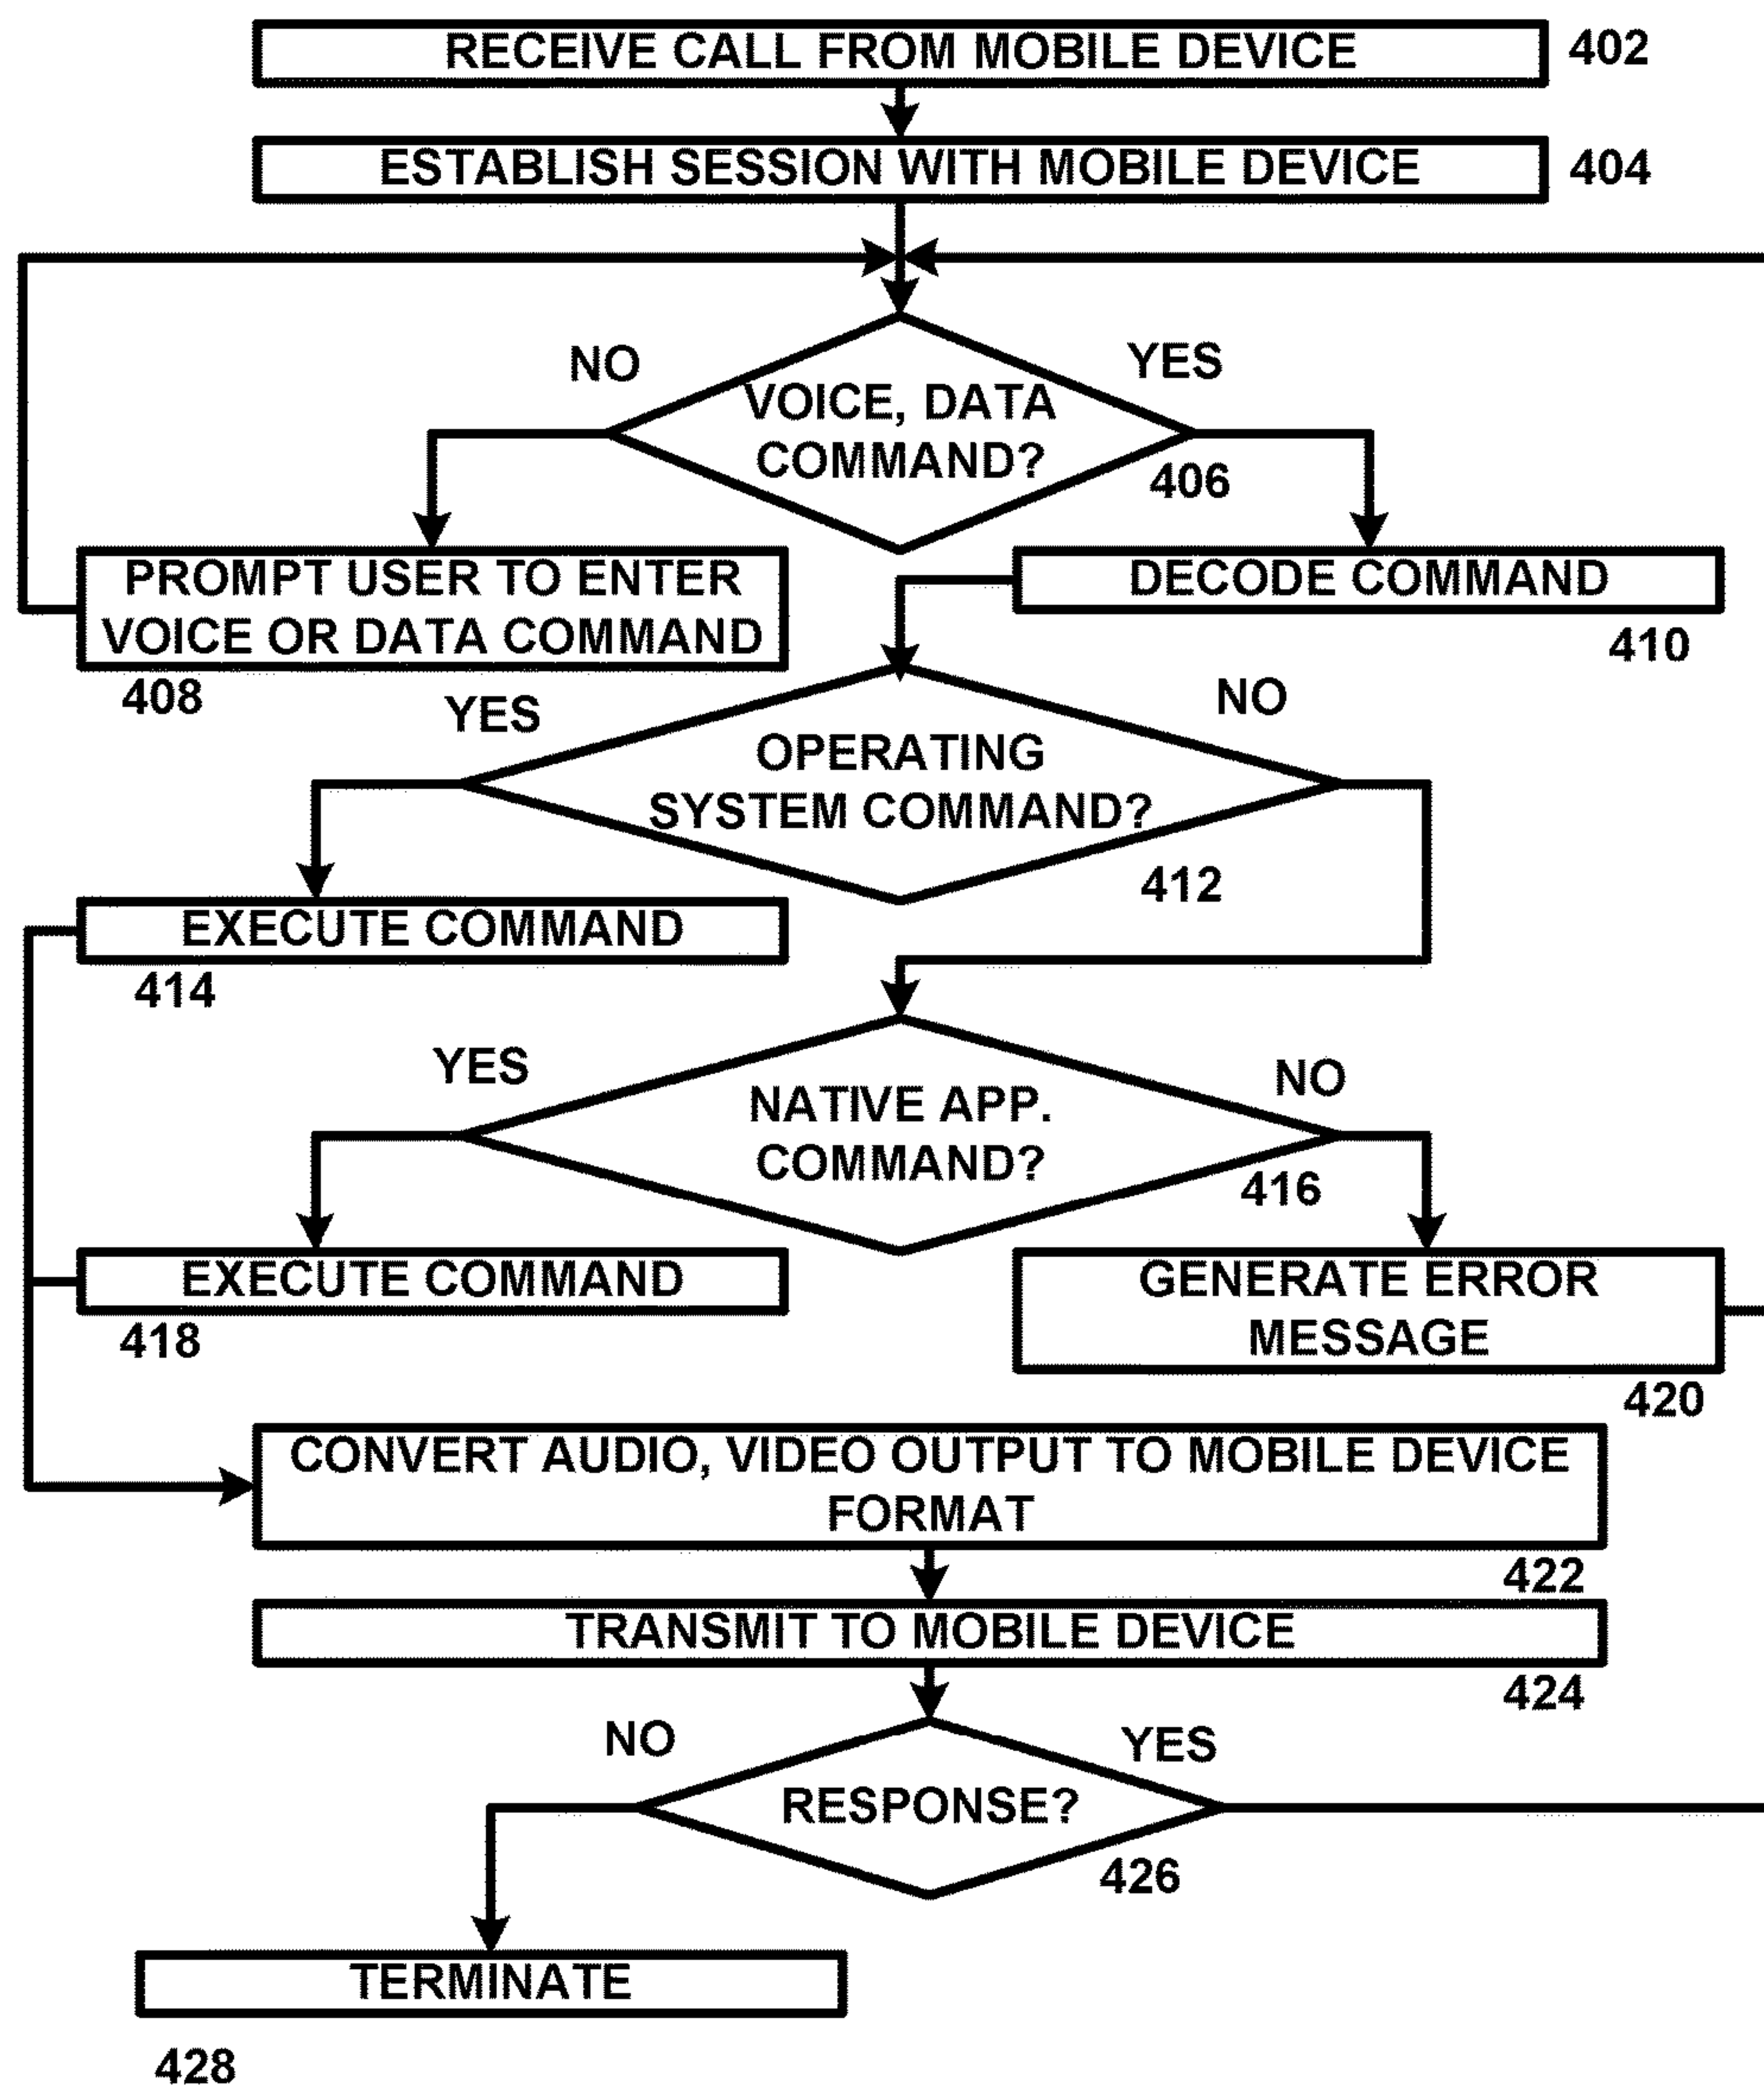 RECEIVE CALL FROM MOBILE DEVICE
402
ESTABLISH SESSION WITH MOBILE DEVICE
404
NO
YES
VOICE, DATA
COMMAND?
406
PROMPT USER TO ENTER
VOICE OR DATA COMMAND
408
DECODE COMMAND
410
YES
NO
OPERATING
SYSTEM COMMAND?
412
EXECUTE COMMAND
414
YES
NO
NATIVE APP.
COMMAND?
416
EXECUTE COMMAND
418
GENERATE ERROR
MESSAGE
420
CONVERT AUDIO, VIDEO OUTPUT TO MOBILE DEVICE
FORMAT
422
TRANSMIT TO MOBILE DEVICE
424
NO
YES
RESPONSE?
426
TERMINATE
428